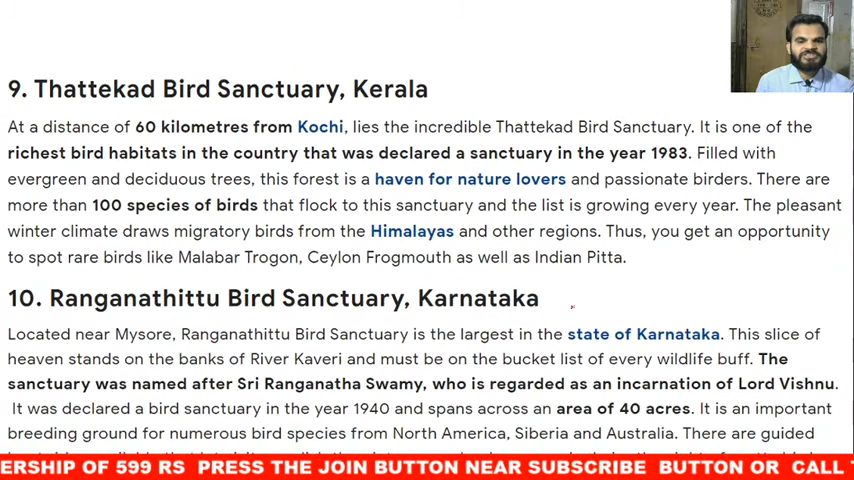 9. Thattekad Bird Sanctuary, Kerala
At a distance of 60 kilometres from Kochi, lies the incredible Thattekad Bird Sanctuary. It is one of the
richest bird habitats in the country that was declared a sanctuary in the year 1983. Filled with
evergreen and deciduous trees, this forest is a haven for nature lovers and passionate birders. There are
more than 100 species of birds that flock to this sanctuary and the list is growing every year. The pleasant
winter climate draws migratory birds from the Himalayas and other regions. Thus, you get an opportunity
to spot rare birds like Malabar Trogon, Ceylon Frogmouth as well as Indian Pitta.
10. Ranganathittu Bird Sanctuary, Karnataka
Located near Mysore, Ranganathittu Bird Sanctuary is the largest in the state of Karnataka. This slice of
heaven stands on the banks of River Kaveri and must be on the bucket list of every wildlife buff. The
sanctuary was named after Sri Ranganatha Swamy, who is regarded as an incarnation of Lord Vishnu.
It was declared a bird sanctuary in the year 1940 and spans across an area of 40 acres. It is an important
breeding ground for numerous bird species from North America, Siberia and Australia. There are guided
ERSHIP OF 599 RS PRESS THE JOIN BUTTON NEAR SUBSCRIBE BUTTON OR CALL